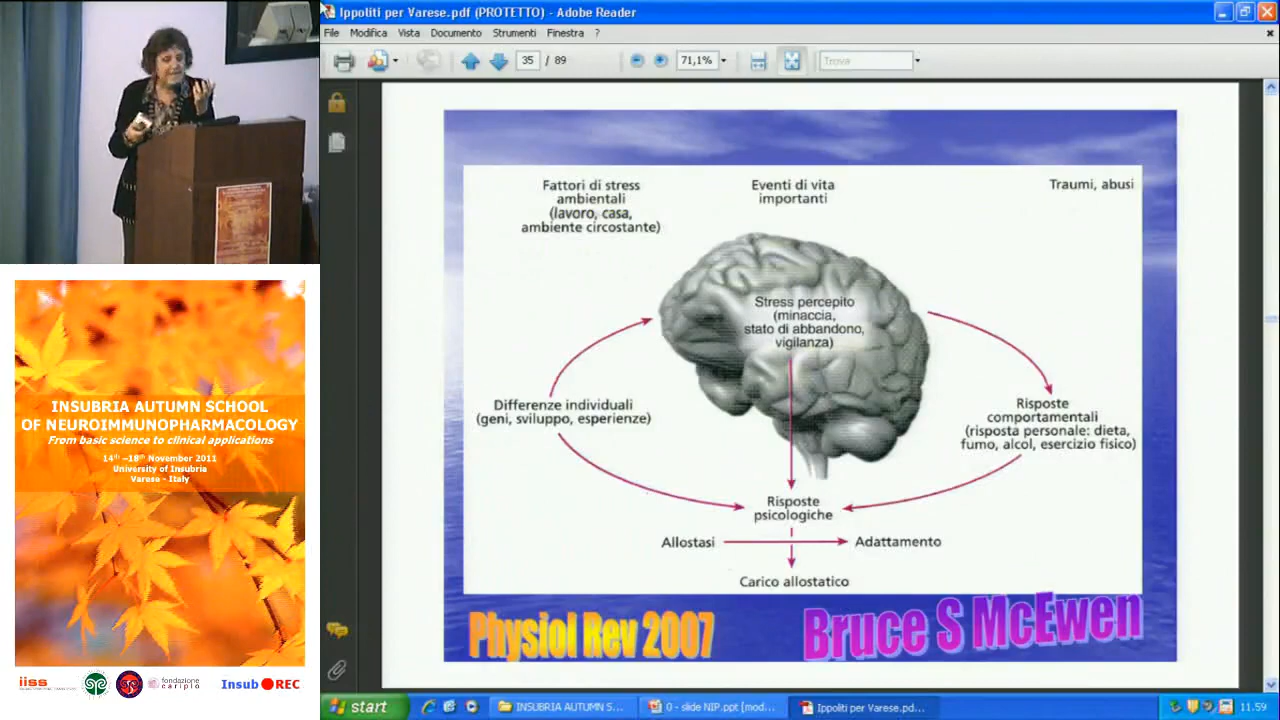 Ippoliti per Varese.pdf (PROTETTO) - Adobe Reader
File Modifica Vista Documento Strumenti Finestra ?
35 / 89 71,1% Trova
Fattori di stress
ambientali
(lavoro, casa,
ambiente circostante)
Eventi di vita
importanti
Traumi, abusi
Stress percepito
(minaccia,
stato di abbandono,
vigilanza)
Differenze individuali
(geni, sviluppo, esperienze)
Risposte
comportamentali
(risposta personale: dieta,
fumo, alcol, esercizio fisico)
Risposte
psicologiche
Allostasi
Adattamento
Carico allostatico
Physiol Rev 2007
Bruce S McEwen
INSUBRIA AUTUMN SCHOOL
OF NEUROIMMUNOPHARMACOLOGY
From basic science to clinical applications
14th –18th November 2011
University of Insubria
Varese - Italy
iiss
fondazione
cariplo
Insub REC
start
INSUBRIA AUTUMN S...
0 - slide NIP.ppt [mod...
Ippoliti per Varese.pd...
11.59